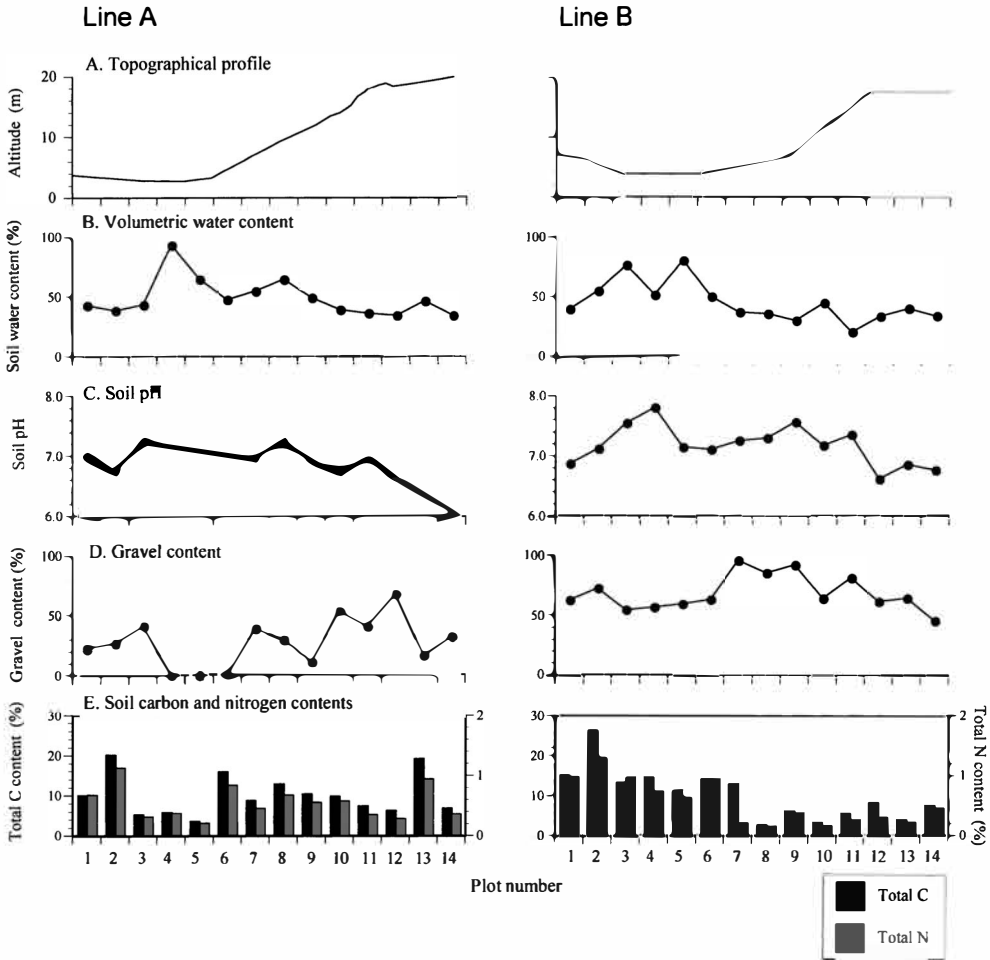 Line A
Line B
A. Topographical profile
Altitude (m)
20
10
0
B. Volumetric water content
Soil water content (%)
100
50
0
100
50
0
C. Soil pH
Soil pH
8.0
7.0
6.0
8.0
7.0
6.0
D. Gravel content
Gravel content (%)
100
50
0
100
50
0
E. Soil carbon and nitrogen contents
Total C content (%)
30
20
10
0
2
1
0
30
20
10
0
2
1
0
Total N content (%)
1 2 3 4 5 6 7 8 9 10 11 12 13 14
1 2 3 4 5 6 7 8 9 10 11 12 13 14
Plot number
Total C
Total N